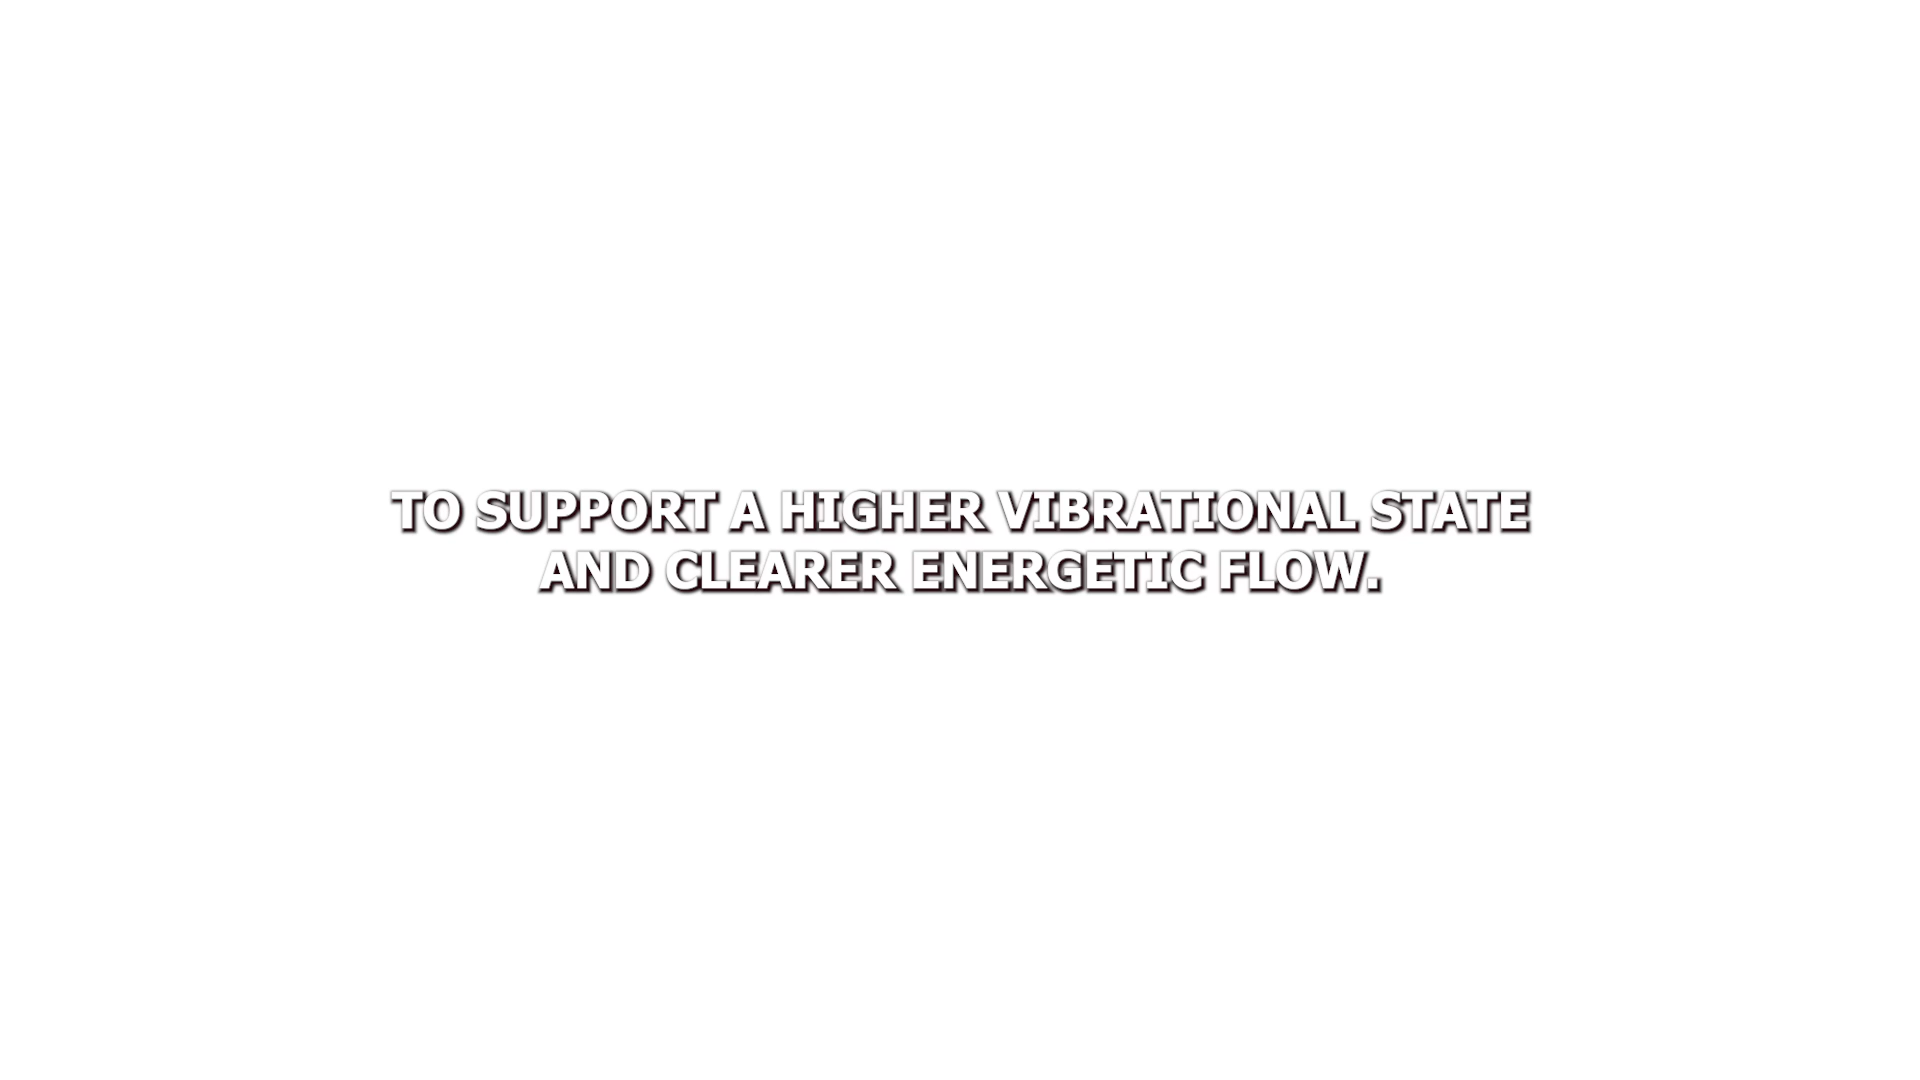 TO SUPPORT A HIGHER VIBRATIONAL STATE
AND CLEARER ENERGETIC FLOW.